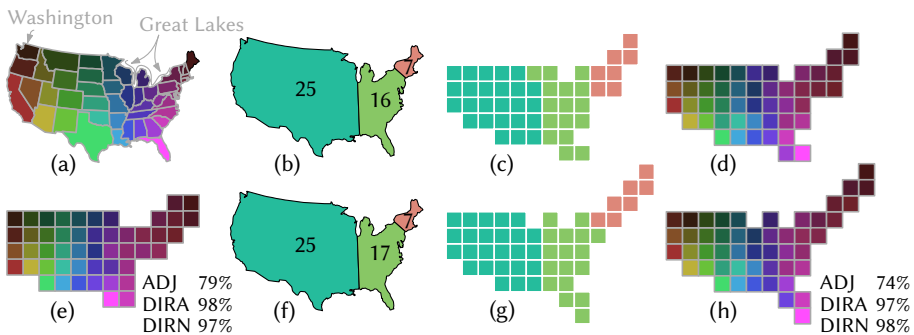 Washington
Great Lakes
25
16
7
(a)
(b)
(c)
(d)
25
17
7
ADJ 79%
DIRA 98%
DIRN 97%
ADJ 74%
DIRA 97%
DIRN 98%
(e)
(f)
(g)
(h)